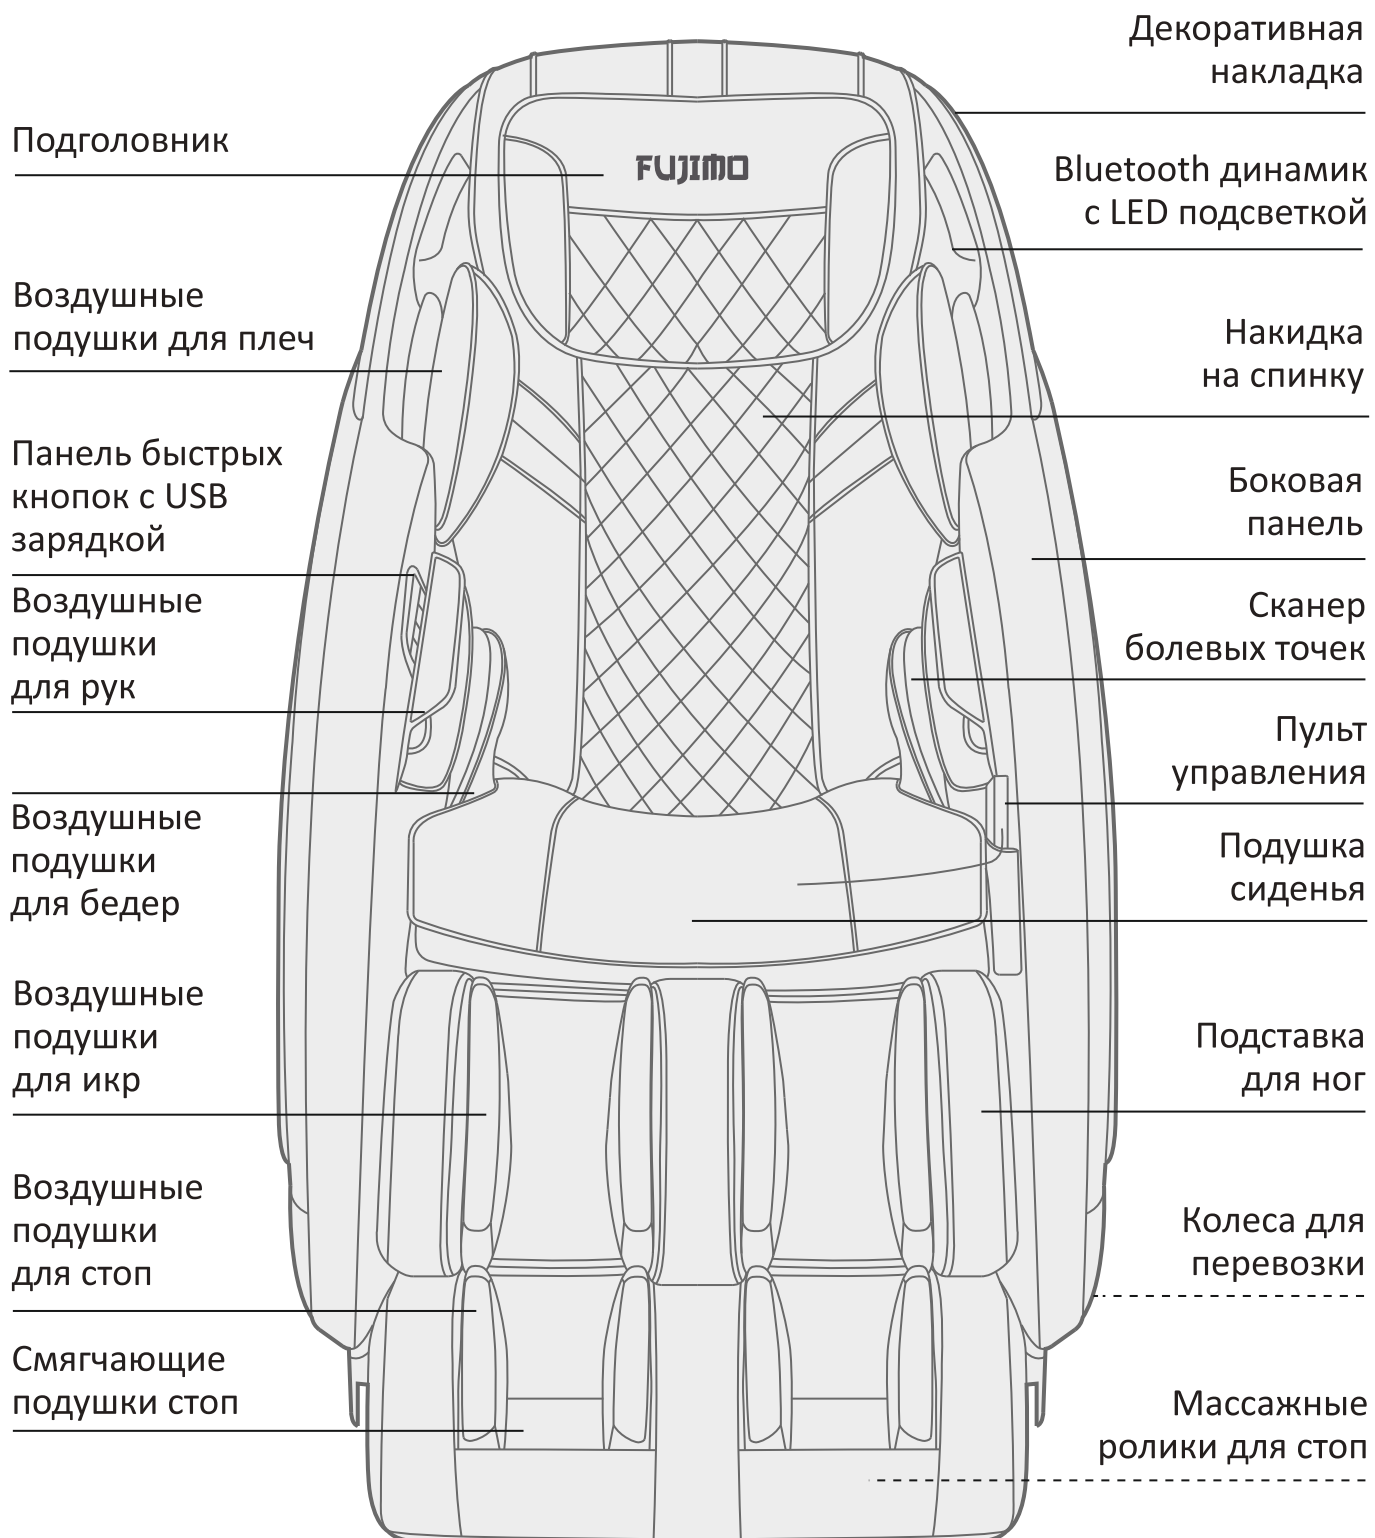 Подголовник
Воздушные
подушки для плеч
Панель быстрых
кнопок с USB
зарядкой
Воздушные
подушки
для рук
Воздушные
подушки
для бедер
Воздушные
подушки
для икр
Воздушные
подушки
для стоп
Смягчающие
подушки стоп
FUJIMO
Декоративная
накладка
Bluetooth динамик
с LED подсветкой
Накидка
на спинку
Боковая
панель
Сканер
болевых точек
Пульт
управления
Подушка
сиденья
Подставка
для ног
Колеса для
перевозки
Массажные
ролики для стоп